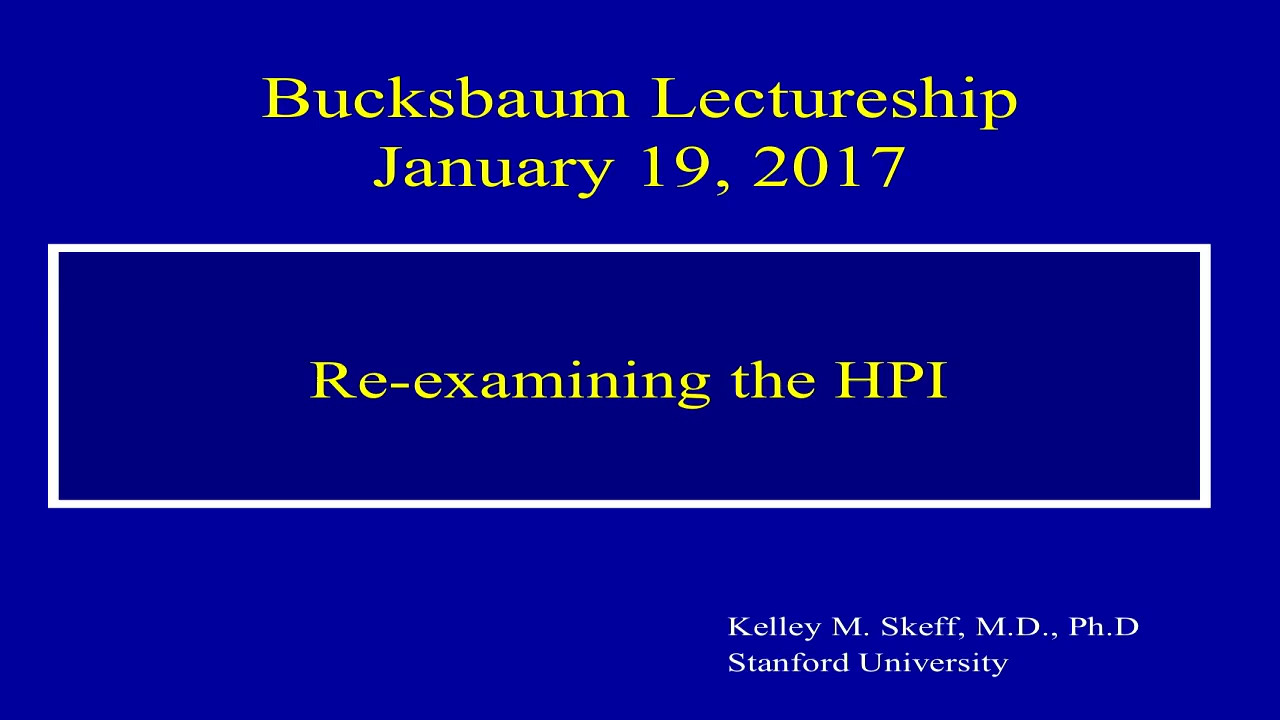 Bucksbaum Lectureship
January 19, 2017
Re-examining the HPI
Kelley M. Skeff, M.D., Ph.D
Stanford University